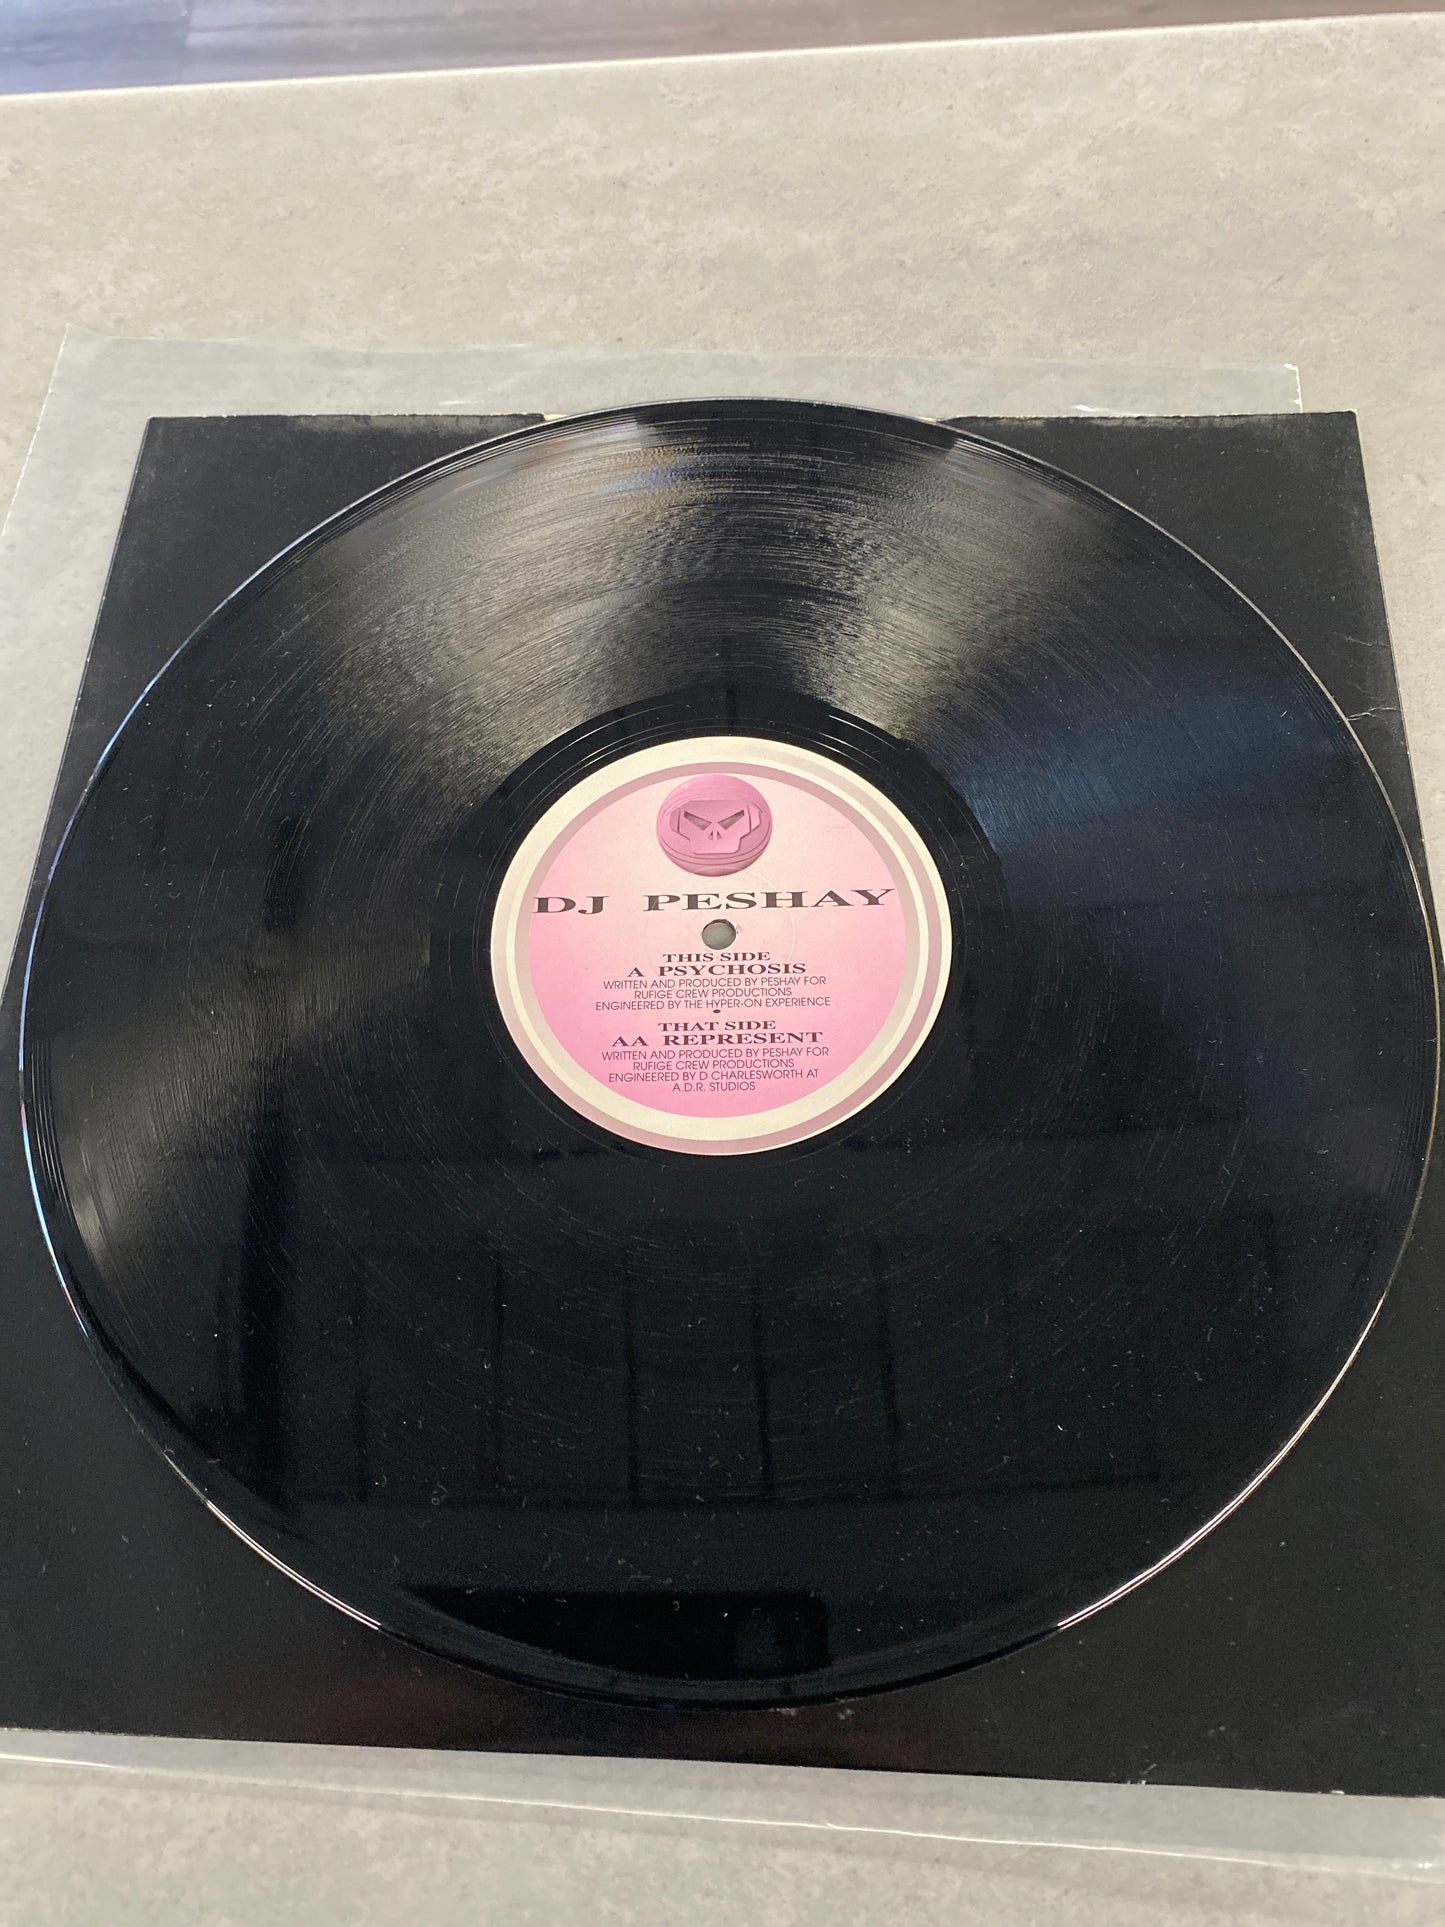 DJ PESHAY
THIS SIDE
A PSYCHOSIS
WRITTEN AND PRODUCED BY PESHAY FOR
RUFIGE CREW PRODUCTIONS
ENGINEERED BY THE HYPER-ON EXPERIENCE
THAT SIDE
AA REPRESENT
WRITTEN AND PRODUCED BY PESHAY FOR
RUFIGE CREW PRODUCTIONS
ENGINEERED BY D CHARLESWORTH AT
A.D.R. STUDIOS